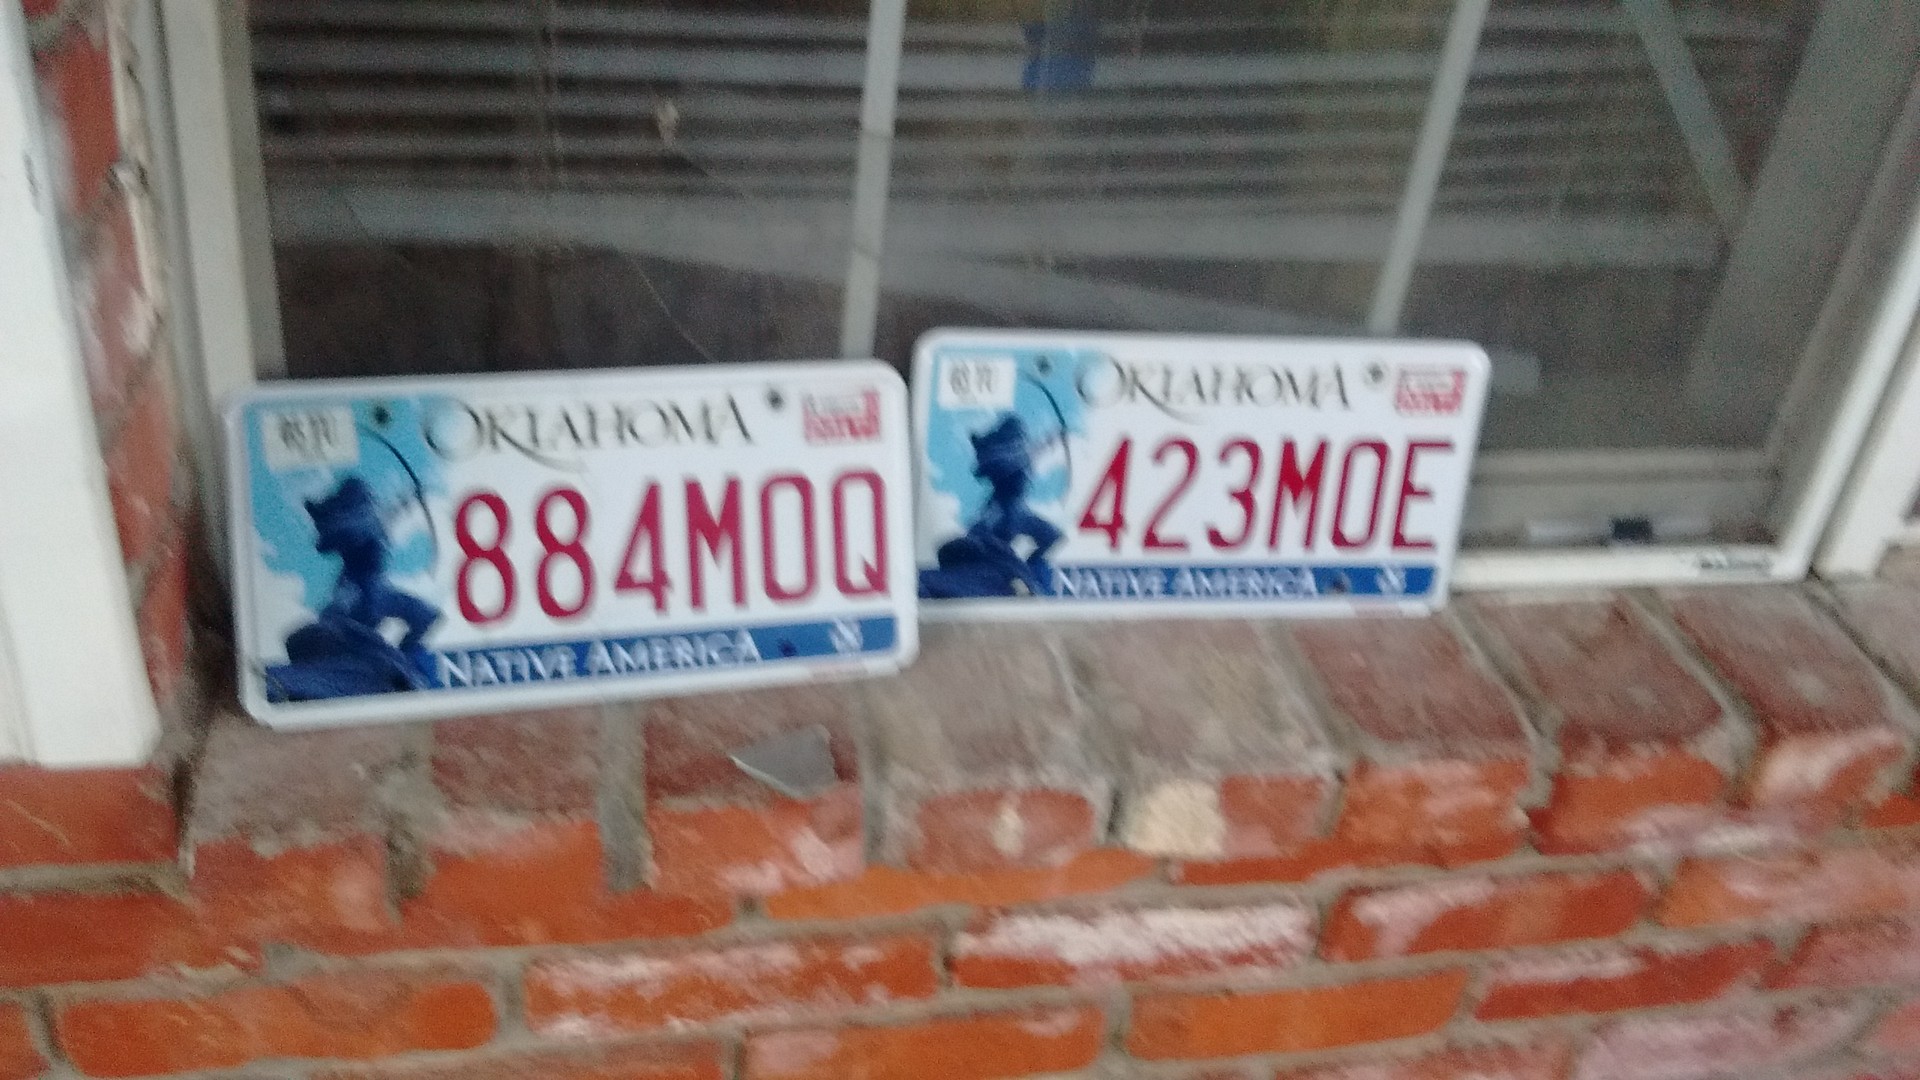 OKLAHOMA
884MOQ
NATIVE AMERICA
OKLAHOMA
423MOE
NATIVE AMERICA